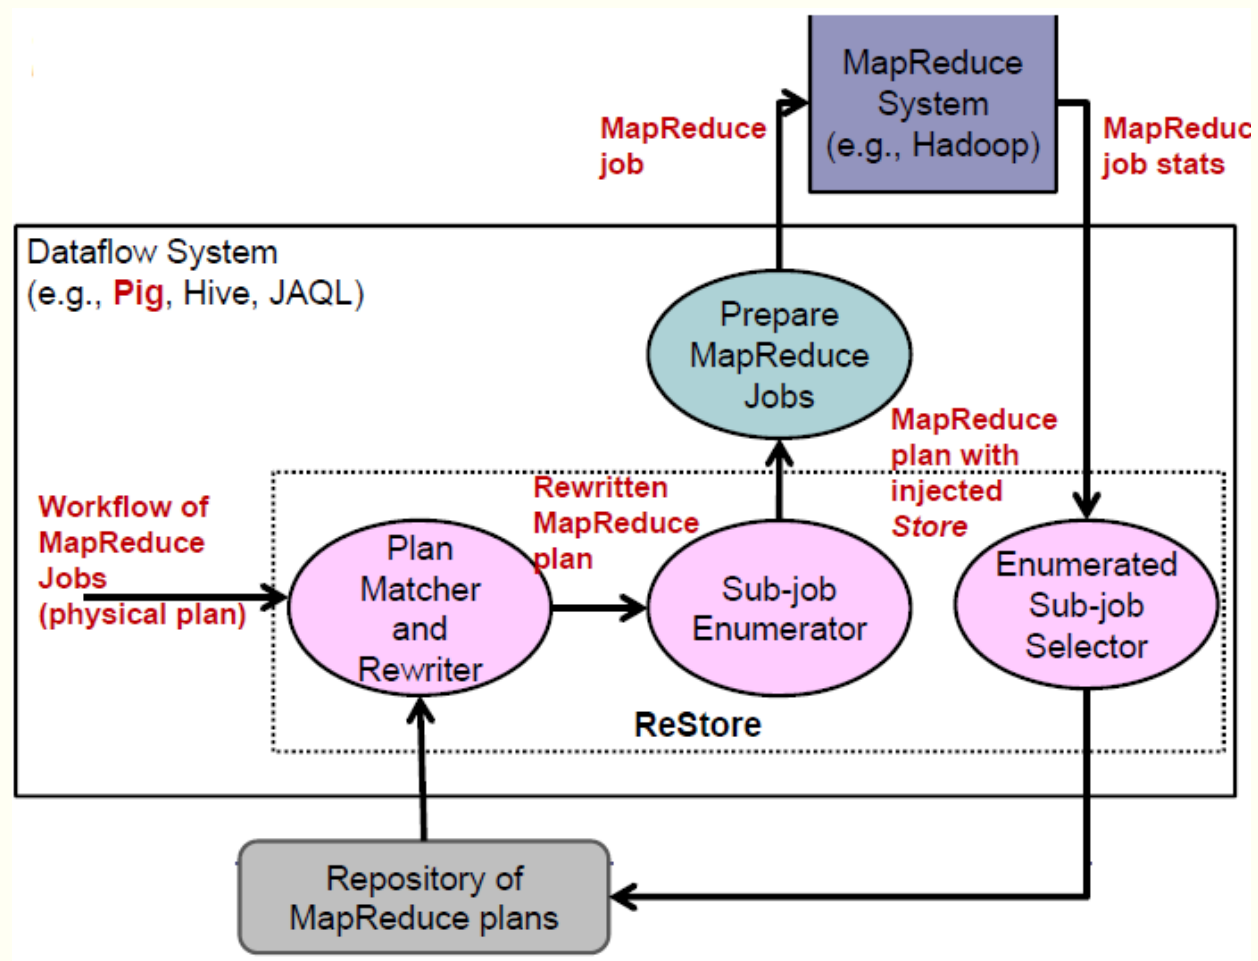 MapReduce
System
(e.g., Hadoop)
MapReduce
job
MapReduc
job stats
Dataflow System
(e.g., Pig, Hive, JAQL)
Prepare
MapReduce
Jobs
MapReduce
plan with
injected
Store
Workflow of
MapReduce
Jobs
(physical plan)
Plan
Matcher
and
Rewriter
Rewritten
MapReduce
plan
Sub-job
Enumerator
Enumerated
Sub-job
Selector
ReStore
Repository of
MapReduce plans